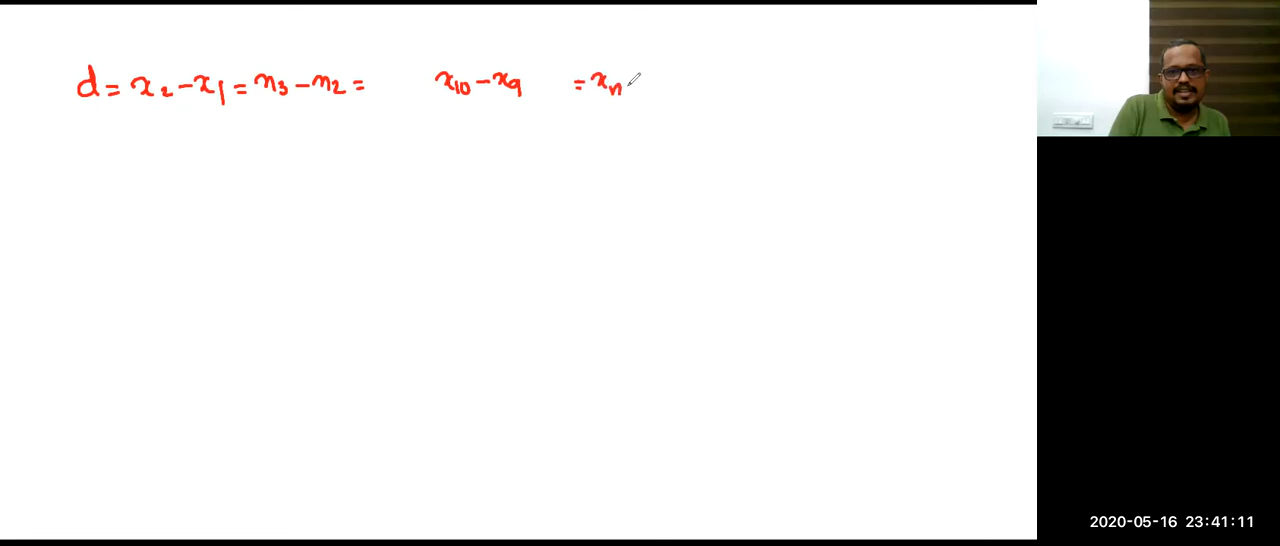 d = x₂ - x₁ = x₃ - x₂ = x₁₀ - x₉ = xₙ
2020-05-16 23:41:11